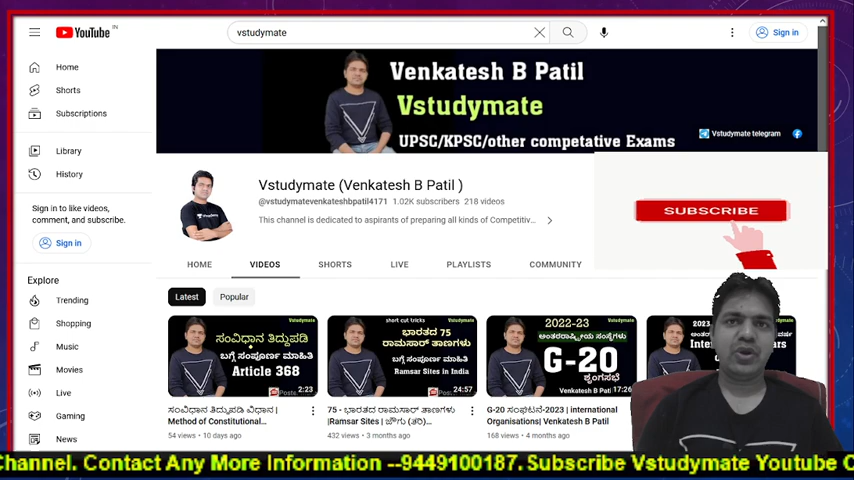 YouTube IN
vstudymate
Sign in
Home
Shorts
Subscriptions
Library
History
Sign in to like videos,
comment, and subscribe.
Sign in
Explore
Trending
Shopping
Music
Movies
Live
Gaming
News
Venkatesh B Patil
Vstudymate
UPSC/KPSC/other competative Exams
Vstudymate telegram
Vstudymate (Venkatesh B Patil )
@vstudymatevenkateshbpatil4171 1.02K subscribers 218 videos
This channel is dedicated to aspirants of preparing all kinds of Competitiv...
SUBSCRIBE
HOME VIDEOS SHORTS LIVE PLAYLISTS COMMUNITY
Latest Popular
Vstudymate
ಸಂವಿಧಾನ ತಿದ್ದುಪಡಿ
ಬಗ್ಗೆ ಸಂಪೂರ್ಣ ಮಾಹಿತಿ
Article 368
2:23
ಸಂವಿಧಾನ ತಿದ್ದುಪಡಿ ವಿಧಾನ |
Method of Constitutional...
54 views • 10 days ago
short cut tricks Vstudymate
ಭಾರತದ 75
ರಾಮಸಾರ್ ತಾಣಗಳು
ಬಗ್ಗೆ ಸಂಪೂರ್ಣ ಮಾಹಿತಿ
Ramsar Sites in India
24:57
75 - ಭಾರತದ ರಾಮಸಾರ್ ತಾಣಗಳು
|Ramsar Sites | ಜೌಗು (ತರಿ)...
432 views • 3 months ago
2022-23 Vstudymate
ಅಂತರರಾಷ್ಟ್ರೀಯ ಸಂಸ್ಥೆಗಳು
G-20
ಶೃಂಗಸಭೆ
Venkatesh B Pati 17:26
G-20 ಸಂಘಟನೆ-2023 | international
Organisations| Venkatesh B Patil
168 views • 4 months ago
2023 Vstudymate
Channel. Contact Any More Information --9449100187. Subscribe Vstudymate Youtube C